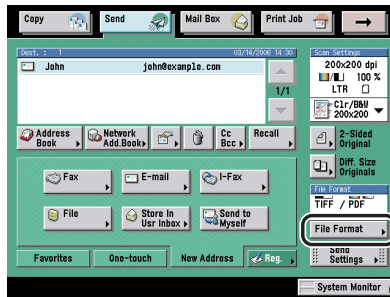 Copy
Send
Mail Box
Print Job
Dest. : 1
03/14/2006 14:30
John
john@example.com
1/1
Address
Book
Network
Add.Book
Cc
Bcc
Recall
Fax
E-mail
I-Fax
File
Store In
Usr Inbox
Send to
Myself
Favorites
One-touch
New Address
Reg.
Scan Settings
200x200 dpi
100 %
LTR
Clr/B&W
200x200
2-Sided
Original
Diff. Size
Originals
File Format
TIFF / PDF
File Format
Send
Settings
System Monitor